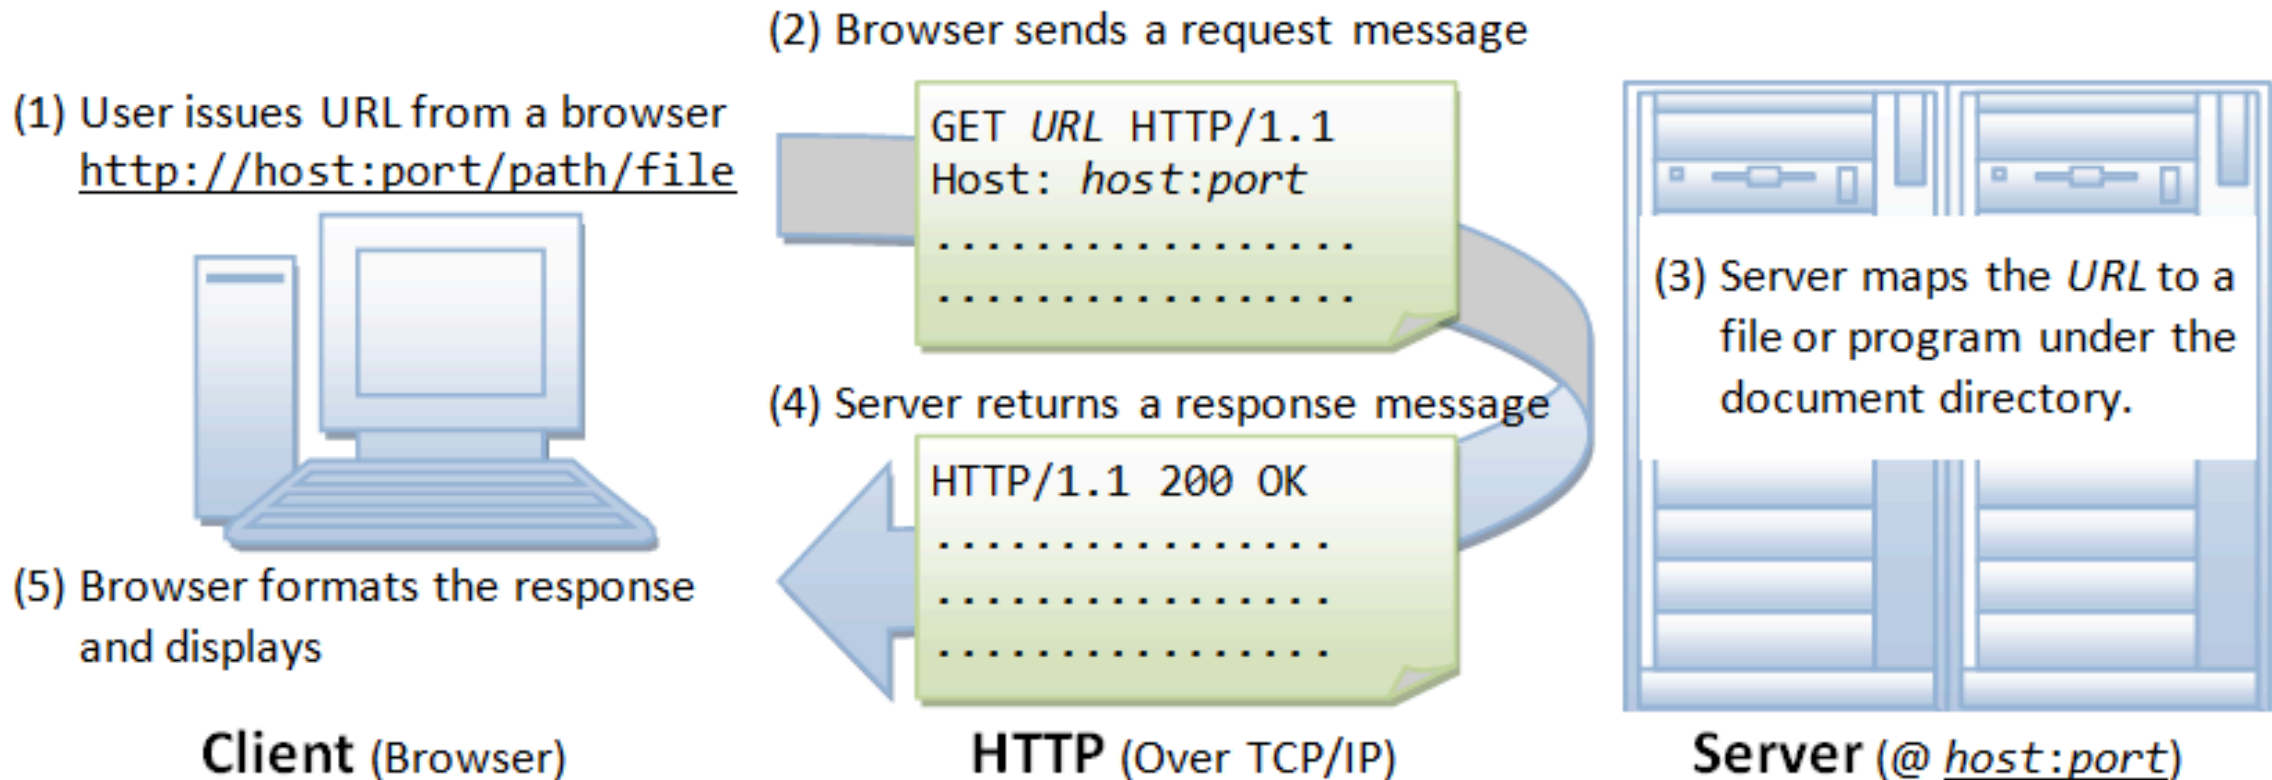 (1) User issues URL from a browser
http://host:port/path/file
(2) Browser sends a request message
GET URL HTTP/1.1
Host: host:port
..................
..................
(3) Server maps the URL to a
file or program under the
document directory.
(4) Server returns a response message
HTTP/1.1 200 OK
.................
.................
.................
(5) Browser formats the response
and displays
Client (Browser)
HTTP (Over TCP/IP)
Server (@ host:port)